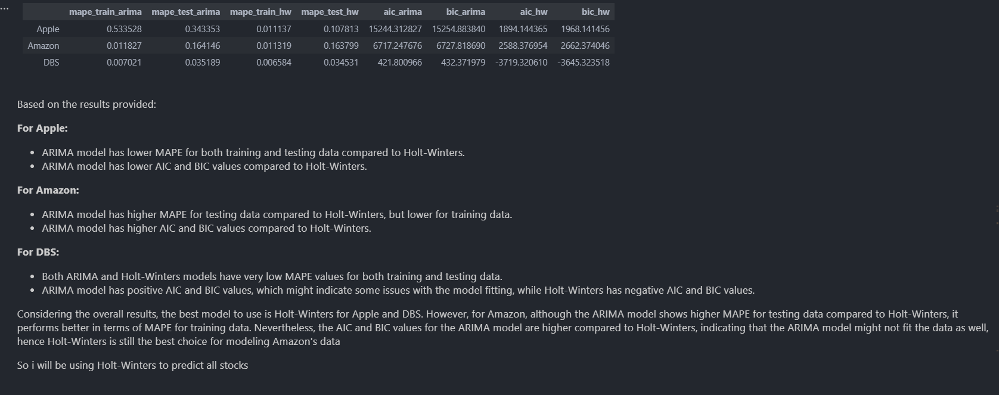 ...
mape_train_arima mape_test_arima mape_train_hw mape_test_hw aic_arima bic_arima aic_hw bic_hw
Apple 0.533528 0.343353 0.011137 0.107813 15244.312827 15254.883840 1894.144365 1968.141456
Amazon 0.011827 0.164146 0.011319 0.163799 6717.247676 6727.818690 2588.376954 2662.374046
DBS 0.007021 0.035189 0.006584 0.034531 421.800966 432.371979 -3719.320610 -3645.323518
Based on the results provided:
For Apple:
• ARIMA model has lower MAPE for both training and testing data compared to Holt-Winters.
• ARIMA model has lower AIC and BIC values compared to Holt-Winters.
For Amazon:
• ARIMA model has higher MAPE for testing data compared to Holt-Winters, but lower for training data.
• ARIMA model has higher AIC and BIC values compared to Holt-Winters.
For DBS:
• Both ARIMA and Holt-Winters models have very low MAPE values for both training and testing data.
• ARIMA model has positive AIC and BIC values, which might indicate some issues with the model fitting, while Holt-Winters has negative AIC and BIC values.
Considering the overall results, the best model to use is Holt-Winters for Apple and DBS. However, for Amazon, although the ARIMA model shows higher MAPE for testing data compared to Holt-Winters, it
performs better in terms of MAPE for training data. Nevertheless, the AIC and BIC values for the ARIMA model are higher compared to Holt-Winters, indicating that the ARIMA model might not fit the data as well,
hence Holt-Winters is still the best choice for modeling Amazon's data
So i will be using Holt-Winters to predict all stocks